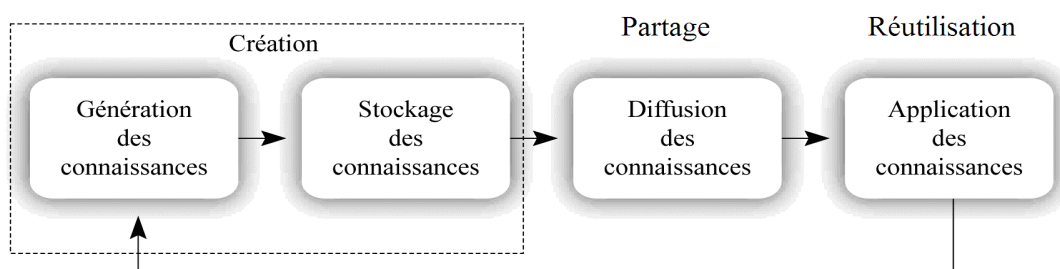 Création
Partage
Réutilisation
Génération
des
connaissances
Stockage
des
connaissances
Diffusion
des
connaissances
Application
des
connaissances